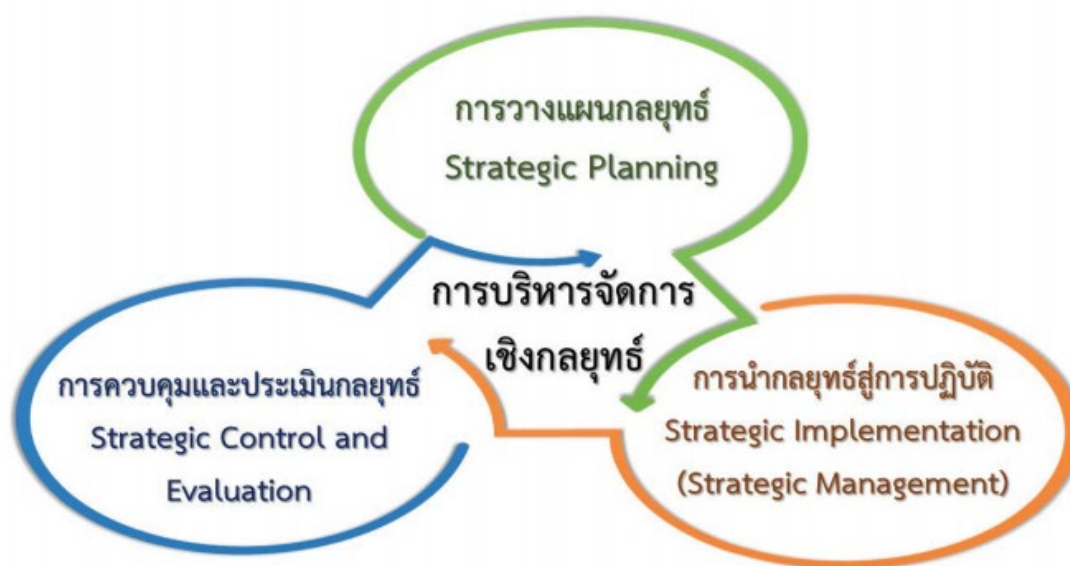 การวางแผนกลยุทธ์
Strategic Planning
การบริหารจัดการ
เชิงกลยุทธ์
การควบคุมและประเมินกลยุทธ์
Strategic Control and
Evaluation
การนำกลยุทธ์สู่การปฏิบัติ
Strategic Implementation
(Strategic Management)